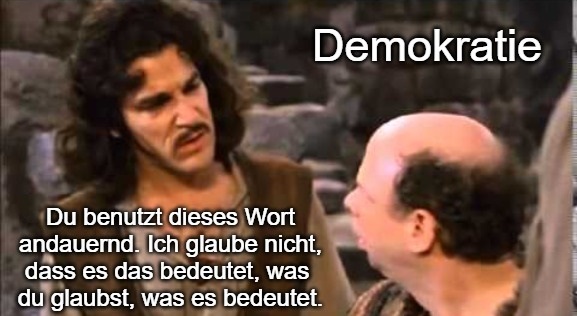 Demokratie
Du benutzt dieses Wort
andauernd. Ich glaube nicht,
dass es das bedeutet, was
du glaubst, was es bedeutet.